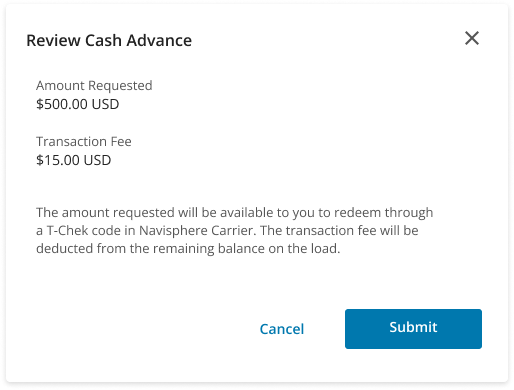 Review Cash Advance
Amount Requested
$500.00 USD
Transaction Fee
$15.00 USD
The amount requested will be available to you to redeem through
a T-Chek code in Navisphere Carrier. The transaction fee will be
deducted from the remaining balance on the load.
Cancel
Submit